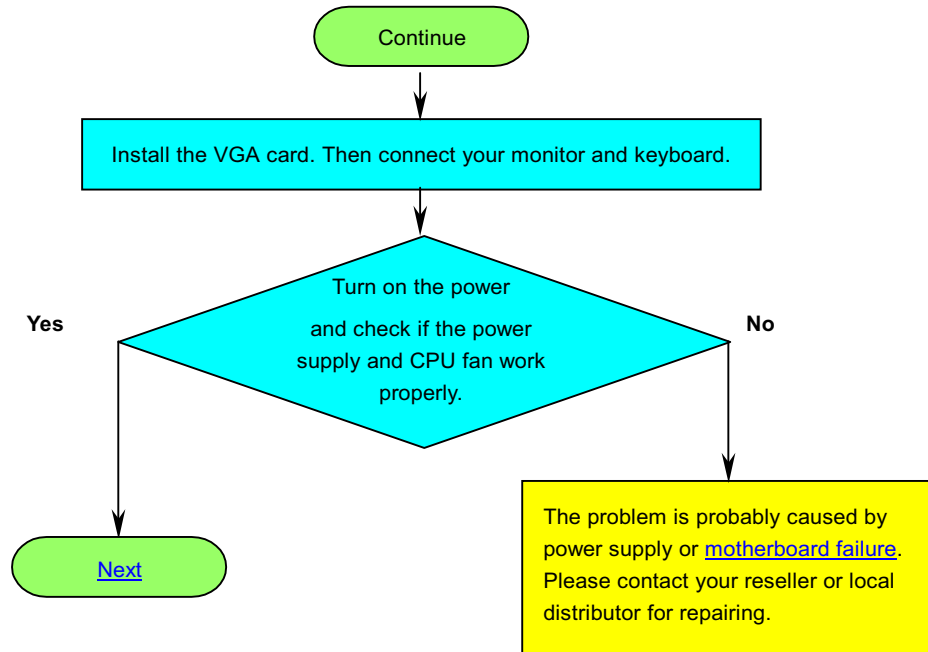 Continue
Install the VGA card. Then connect your monitor and keyboard.
Turn on the power
and check if the power
supply and CPU fan work
properly.
Yes
No
Next
The problem is probably caused by
power supply or motherboard failure.
Please contact your reseller or local
distributor for repairing.